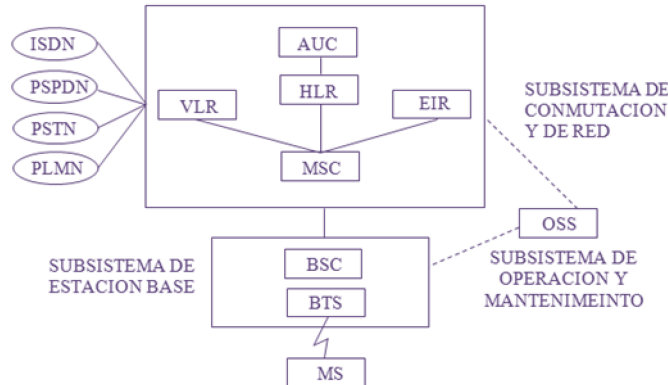 ISDN
PSPDN
PSTN
PLMN
AUC
HLR
VLR
EIR
MSC
SUBSISTEMA DE
CONMUTACION
Y DE RED
OSS
SUBSISTEMA DE
OPERACION Y
MANTENIMEINTO
SUBSISTEMA DE
ESTACION BASE
BSC
BTS
MS